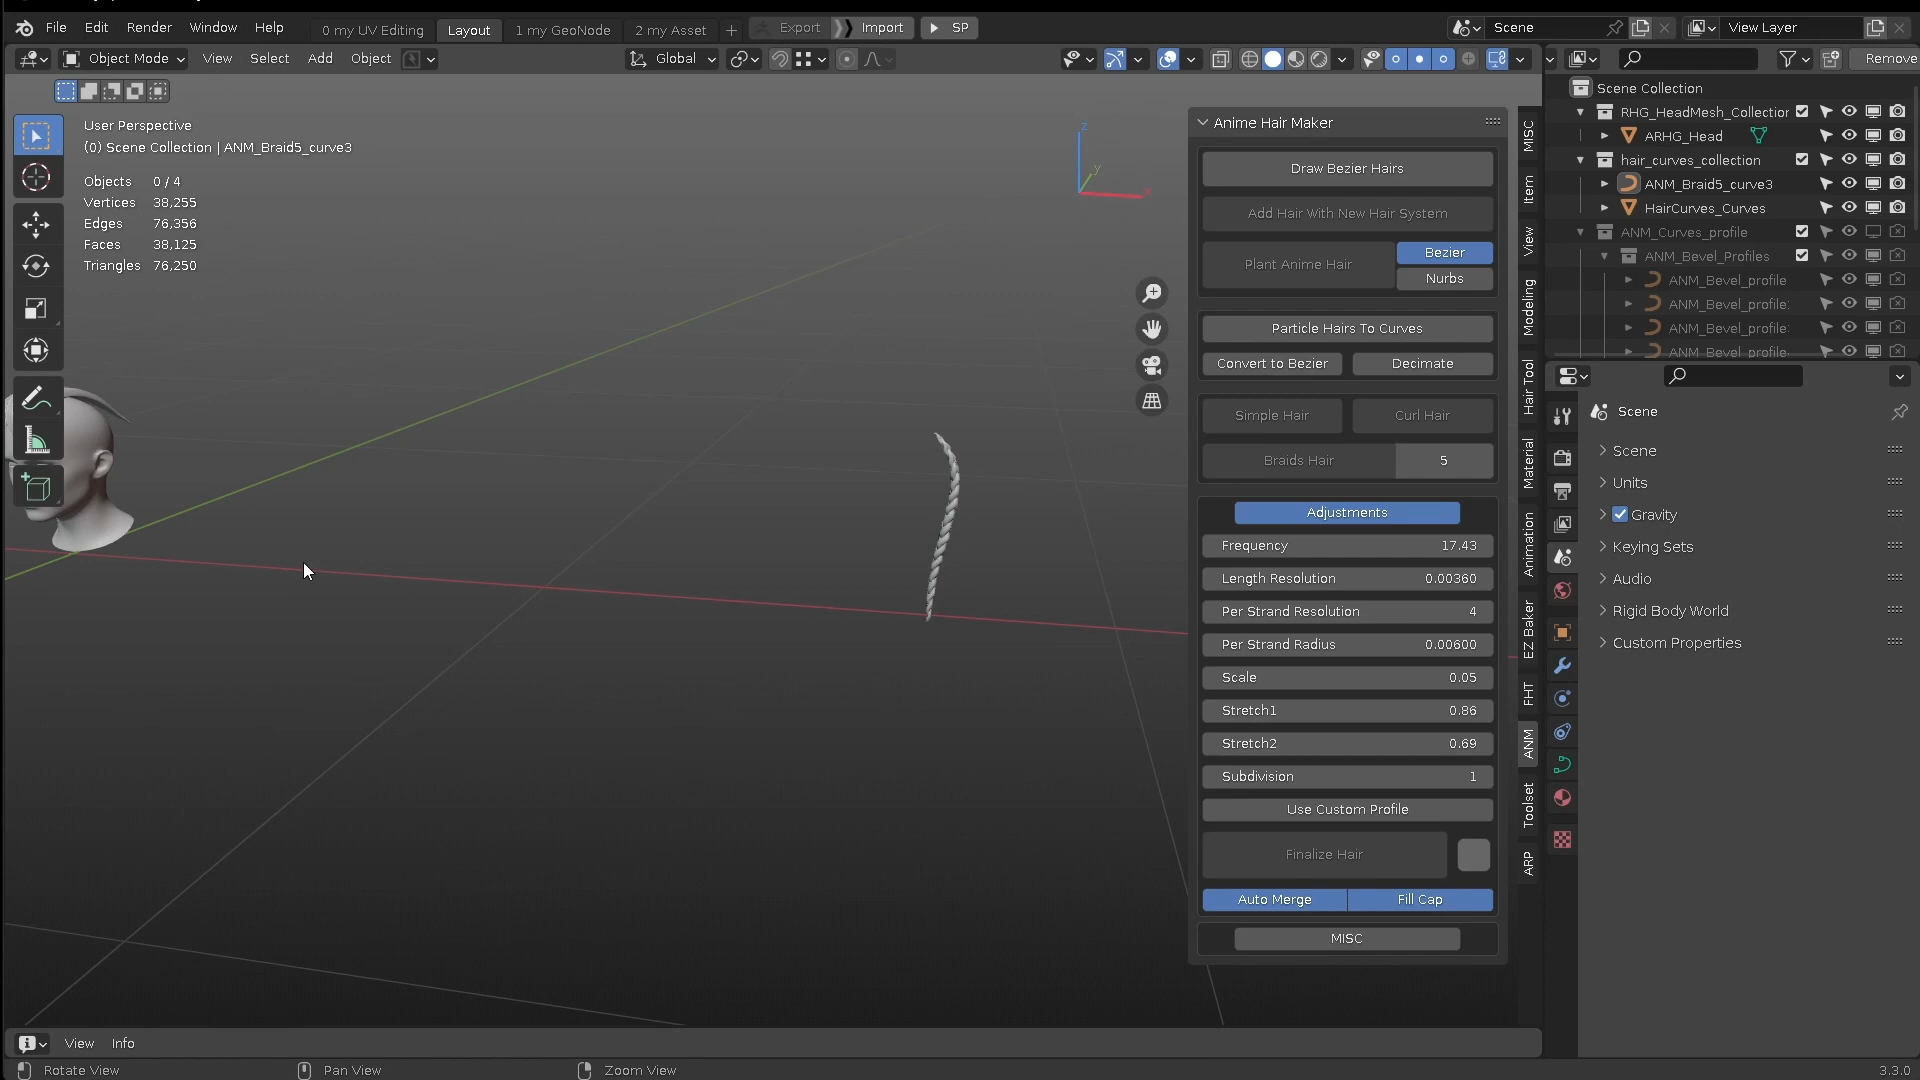 File Edit Render Window Help 0 my UV Editing Layout 1 my GeoNode 2 my Asset + Export Import SP Scene View Layer
Object Mode View Select Add Object Global Remove
User Perspective
(0) Scene Collection | ANM_Braid5_curve3
Objects 0 / 4
Vertices 38,255
Edges 76,356
Faces 38,125
Triangles 76,250
z
y
x
Anime Hair Maker
Draw Bezier Hairs
Add Hair With New Hair System
Plant Anime Hair
Bezier
Nurbs
Particle Hairs To Curves
Convert to Bezier Decimate
Simple Hair Curl Hair
Braids Hair 5
Adjustments
Frequency 17.43
Length Resolution 0.00360
Per Strand Resolution 4
Per Strand Radius 0.00600
Scale 0.05
Stretch1 0.86
Stretch2 0.69
Subdivision 1
Use Custom Profile
Finalize Hair
Auto Merge Fill Cap
MISC
MISC
Item
View
Modeling
Hair Tool
Material
Animation
EZ Baker
FHT
ANM
Toolset
ARP
Scene Collection
RHG_HeadMesh_Collection
ARHG_Head
hair_curves_collection
ANM_Braid5_curve3
HairCurves_Curves
ANM_Curves_profile
ANM_Bevel_Profiles
ANM_Bevel_profile
ANM_Bevel_profile:
ANM_Bevel_profile:
ANM_Bevel_profile
Scene
Scene
Units
Gravity
Keying Sets
Audio
Rigid Body World
Custom Properties
View Info
Rotate View Pan View Zoom View 3.3.0